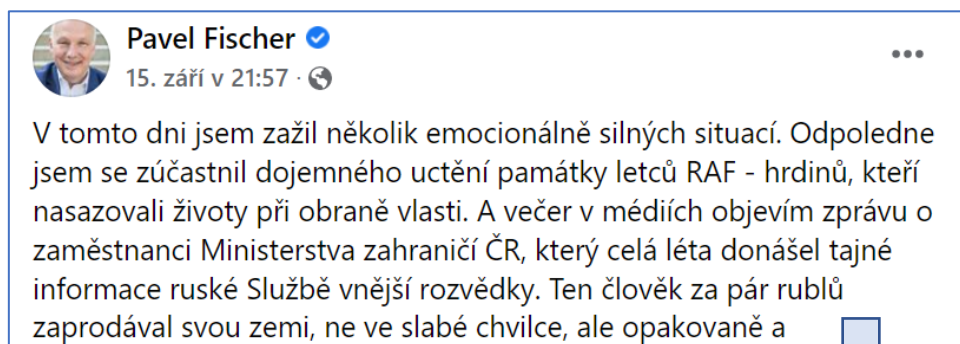 Pavel Fischer
15. září v 21:57 ·
V tomto dni jsem zažil několik emocionálně silných situací. Odpoledne
jsem se zúčastnil dojemného uctění památky letců RAF - hrdinů, kteří
nasazovali životy při obraně vlasti. A večer v médiích objevím zprávu o
zaměstnanci Ministerstva zahraničí ČR, který celá léta donášel tajné
informace ruské Službě vnější rozvědky. Ten člověk za pár rublů
zaprodával svou zemi, ne ve slabé chvilce, ale opakovaně a